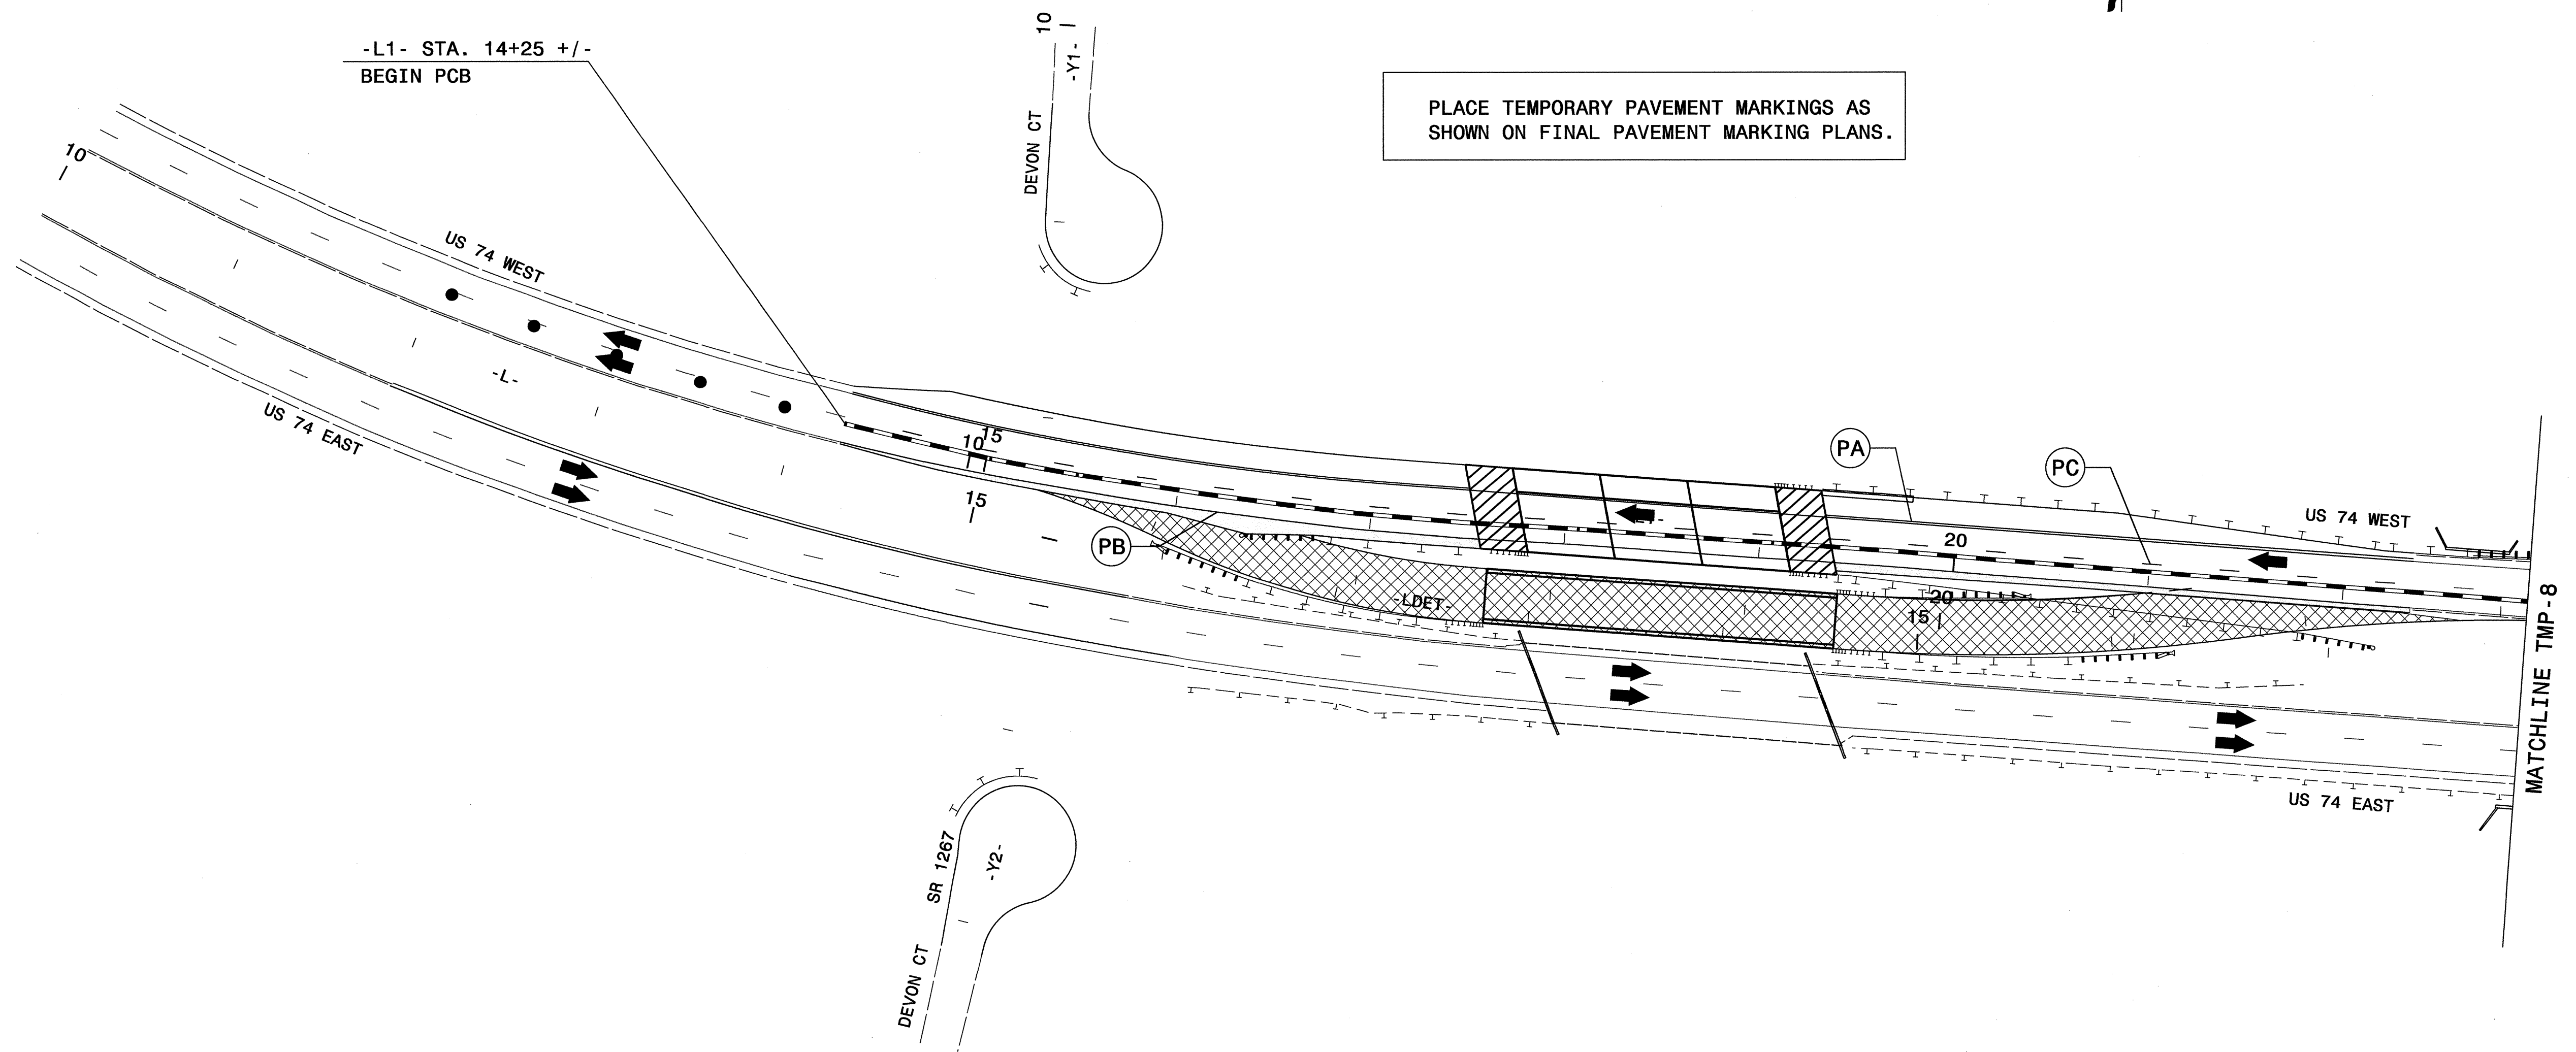 -L1- STA. 14+25 +/-
BEGIN PCB
10
-Y1-
DEVON CT
PLACE TEMPORARY PAVEMENT MARKINGS AS
SHOWN ON FINAL PAVEMENT MARKING PLANS.
10
US 74 WEST
-L-
US 74 EAST
10
15
15
PA
PC
PB
US 74 WEST
20
-LDET-
20
15
MATCHLINE TMP-8
US 74 EAST
SR 1267
-Y2-
DEVON CT